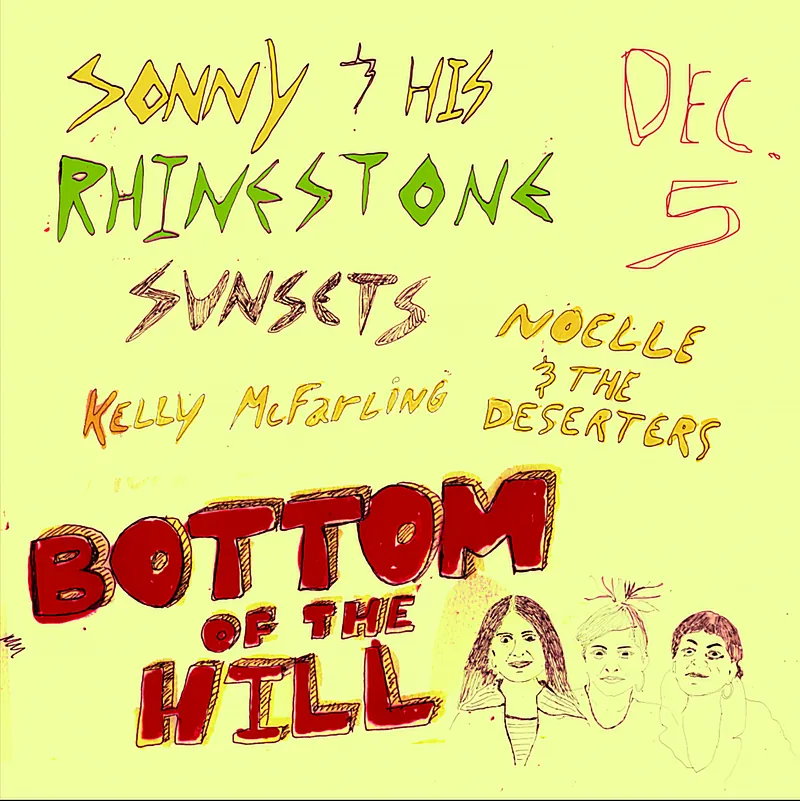 SONNY & HIS
RHINESTONE
SUNSETS
DEC.
5
NOELLE
& THE
DESERTERS
KELLY McFarLiNG
BOTTOM
OF THE
HILL